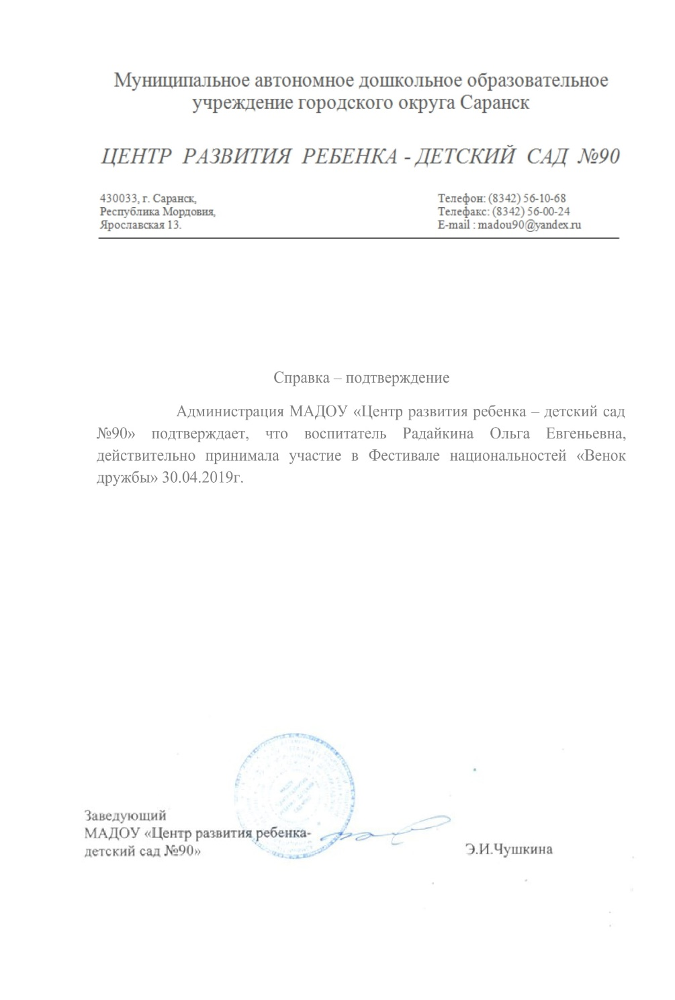 Муниципальное автономное дошкольное образовательное
учреждение городского округа Саранск
ЦЕНТР РАЗВИТИЯ РЕБЕНКА - ДЕТСКИЙ САД №90
430033, г. Саранск,
Республика Мордовия,
Ярославская 13.
Телефон: (8342) 56-10-68
Телефакс: (8342) 56-00-24
E-mail : madou90@yandex.ru
Справка – подтверждение
Администрация МАДОУ «Центр развития ребенка – детский сад
№90» подтверждает, что воспитатель Радайкина Ольга Евгеньевна,
действительно принимала участие в Фестивале национальностей «Венок
дружбы» 30.04.2019г.
Заведующий
МАДОУ «Центр развития ребенка-
детский сад №90»
Э.И.Чушкина